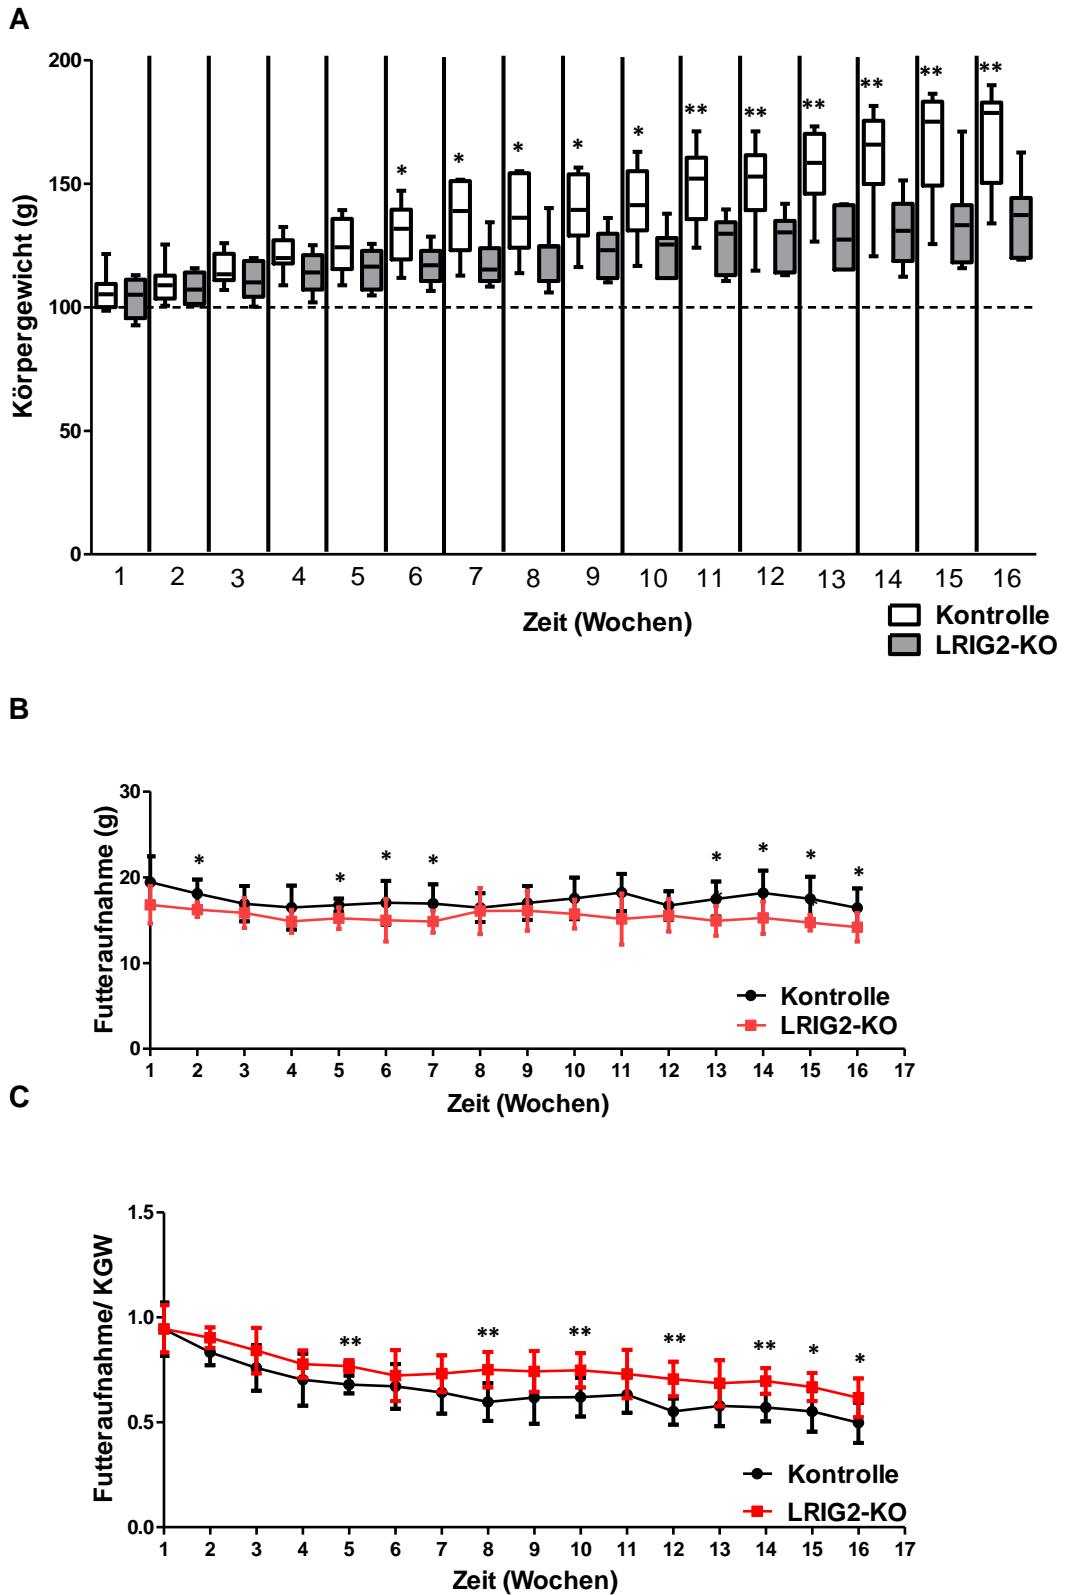 A
Körpergewicht (g)
200
150
100
50
0
* * * * * ** ** ** ** ** **
1 2 3 4 5 6 7 8 9 10 11 12 13 14 15 16
Zeit (Wochen)
Kontrolle
LRIG2-KO
B
Futteraufnahme (g)
30
20
10
0
* * * * * * * *
Kontrolle
LRIG2-KO
1 2 3 4 5 6 7 8 9 10 11 12 13 14 15 16 17
Zeit (Wochen)
C
Futteraufnahme/ KGW
1.5
1.0
0.5
0.0
** ** ** ** ** * *
Kontrolle
LRIG2-KO
1 2 3 4 5 6 7 8 9 10 11 12 13 14 15 16 17
Zeit (Wochen)